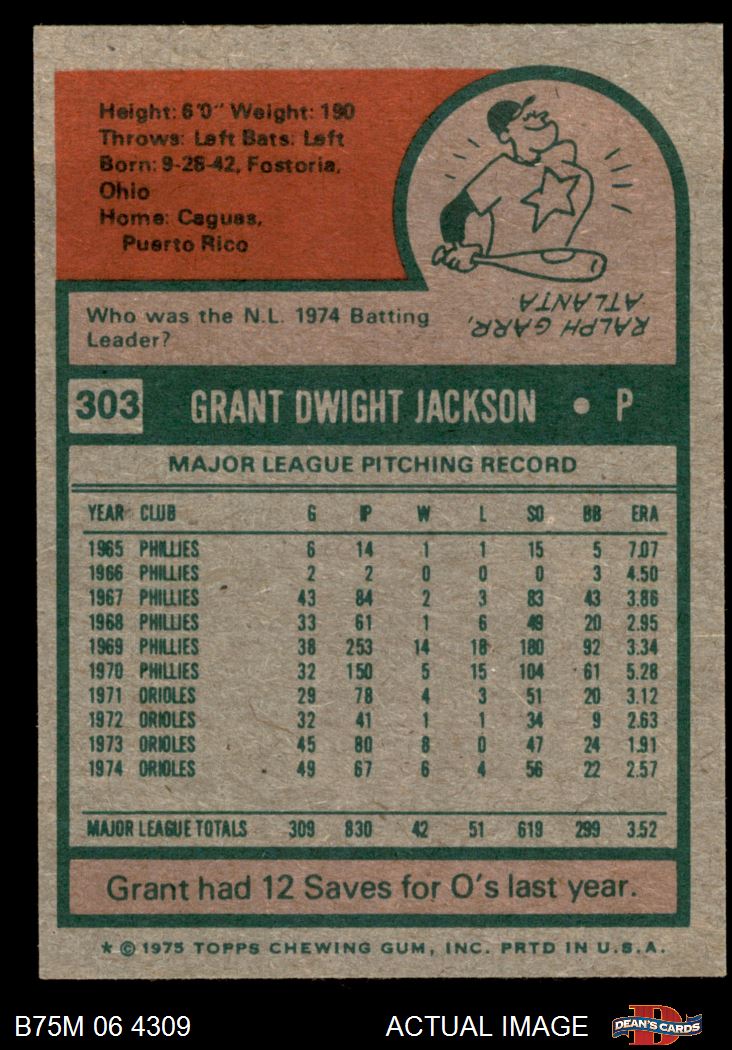 Height: 6'0" Weight: 190
Throws: Left Bats: Left
Born: 9-28-42, Fostoria,
Ohio
Home: Caguas,
Puerto Rico
Who was the N.L. 1974 Batting
Leader?
RALPH GARR,
ATLANTA
303 GRANT DWIGHT JACKSON • P
MAJOR LEAGUE PITCHING RECORD
YEAR CLUB G IP W L SO BB ERA
1965 PHILLIES 6 14 1 1 15 5 7.07
1966 PHILLIES 2 2 0 0 0 3 4.50
1967 PHILLIES 43 84 2 3 83 43 3.86
1968 PHILLIES 33 61 1 6 49 20 2.95
1969 PHILLIES 38 253 14 18 180 92 3.34
1970 PHILLIES 32 150 5 15 104 61 5.28
1971 ORIOLES 29 78 4 3 51 20 3.12
1972 ORIOLES 32 41 1 1 34 9 2.63
1973 ORIOLES 45 80 8 0 47 24 1.91
1974 ORIOLES 49 67 6 4 56 22 2.57
MAJOR LEAGUE TOTALS 309 830 42 51 619 299 3.52
Grant had 12 Saves for O's last year.
* © 1975 TOPPS CHEWING GUM, INC. PRTD IN U.S.A.
B75M 06 4309 ACTUAL IMAGE DEAN'S CARDS